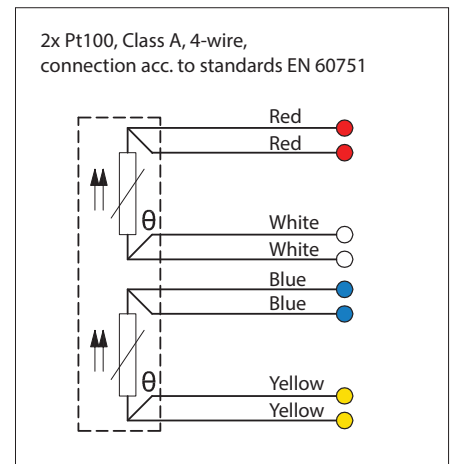 2x Pt100, Class A, 4-wire,
connection acc. to standards EN 60751
Red
Red
θ
White
White
Blue
Blue
θ
Yellow
Yellow